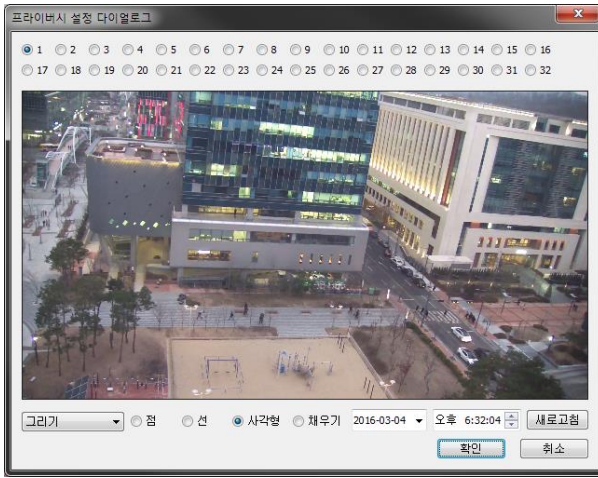 프라이버시 설정 다이얼로그
1 2 3 4 5 6 7 8 9 10 11 12 13 14 15 16
17 18 19 20 21 22 23 24 25 26 27 28 29 30 31 32
그리기 점 선 사각형 채우기 2016-03-04 오후 6:32:04 새로고침
확인 취소